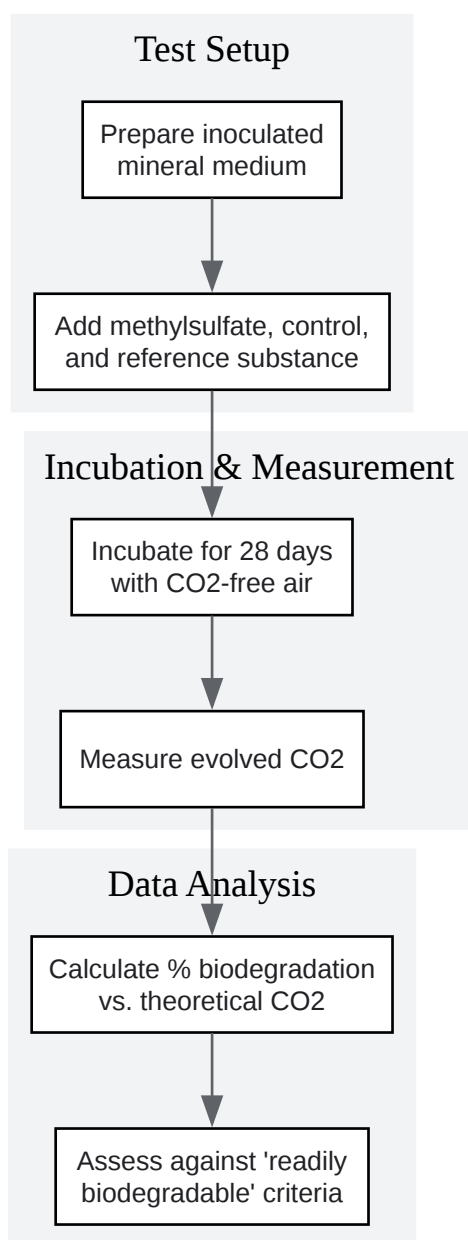 Test Setup
Prepare inoculated
mineral medium
Add methylsulfate, control,
and reference substance
Incubation & Measurement
Incubate for 28 days
with CO2-free air
Measure evolved CO2
Data Analysis
Calculate % biodegradation
vs. theoretical CO2
Assess against 'readily
biodegradable' criteria